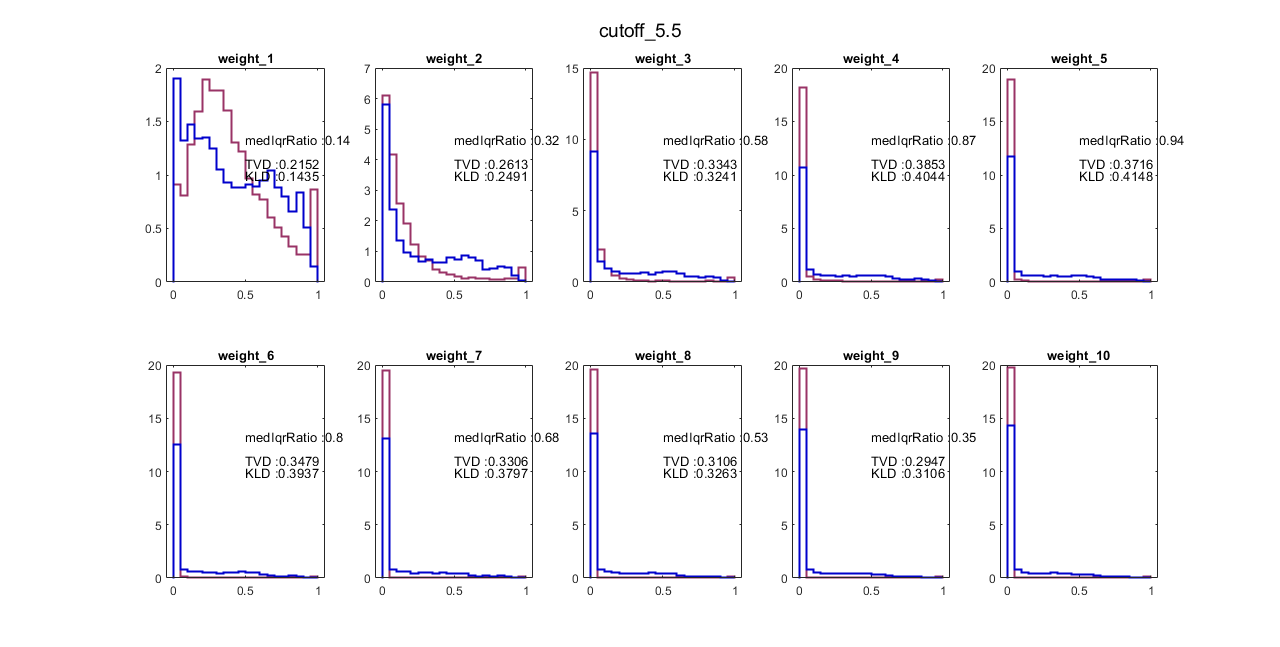 cutoff_5.5
weight_1
2
1.5
1
0.5
0
0
0.5
1
medIqrRatio :0.14
TVD :0.2152
KLD :0.1435
weight_2
7
6
5
4
3
2
1
0
0
0.5
1
medIqrRatio :0.32
TVD :0.2613
KLD :0.2491
weight_3
15
10
5
0
0
0.5
1
medIqrRatio :0.58
TVD :0.3343
KLD :0.3241
weight_4
20
15
10
5
0
0
0.5
1
medIqrRatio :0.87
TVD :0.3853
KLD :0.4044
weight_5
20
15
10
5
0
0
0.5
1
medIqrRatio :0.94
TVD :0.3716
KLD :0.4148
weight_6
20
15
10
5
0
0
0.5
1
medIqrRatio :0.8
TVD :0.3479
KLD :0.3937
weight_7
20
15
10
5
0
0
0.5
1
medIqrRatio :0.68
TVD :0.3306
KLD :0.3797
weight_8
20
15
10
5
0
0
0.5
1
medIqrRatio :0.53
TVD :0.3106
KLD :0.3263
weight_9
20
15
10
5
0
0
0.5
1
medIqrRatio :0.35
TVD :0.2947
KLD :0.3106
weight_10
20
15
10
5
0
0
0.5
1